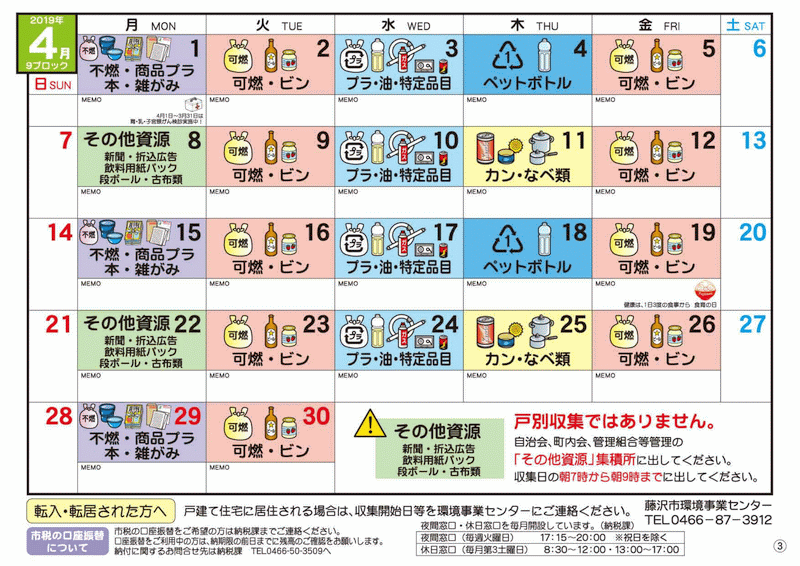 2019年
4月
9ブロック
日 SUN
月 MON
火 TUE
水 WED
木 THU
金 FRI
土 SAT
不燃
1
不燃・商品プラ
本・雑がみ
MEMO
4月1日〜3月31日は
胃・乳・子宮頸がん検診実施中!
可燃
2
可燃・ビン
MEMO
プラ
3
プラ・油・特定品目
MEMO
1
4
ペットボトル
MEMO
可燃
5
可燃・ビン
MEMO
6
7
その他資源 8
新聞・折込広告
飲料用紙パック
段ボール・古布類
MEMO
可燃
9
可燃・ビン
MEMO
プラ
10
プラ・油・特定品目
MEMO
11
カン・なべ類
MEMO
可燃
12
可燃・ビン
MEMO
13
14
不燃
15
不燃・商品プラ
本・雑がみ
MEMO
可燃
16
可燃・ビン
MEMO
プラ
17
プラ・油・特定品目
MEMO
1
18
ペットボトル
MEMO
可燃
19
可燃・ビン
MEMO
健康は、1日3度の食事から 食育の日
20
21
その他資源 22
新聞・折込広告
飲料用紙パック
段ボール・古布類
MEMO
可燃
23
可燃・ビン
MEMO
プラ
24
プラ・油・特定品目
MEMO
25
カン・なべ類
MEMO
可燃
26
可燃・ビン
MEMO
27
28
不燃
29
不燃・商品プラ
本・雑がみ
MEMO
可燃
30
可燃・ビン
MEMO
その他資源
新聞・折込広告
飲料用紙パック
段ボール・古布類
戸別収集ではありません。
自治会、町内会、管理組合等管理の
「その他資源」集積所に出してください。
収集日の朝7時から朝9時までに出してください。
転入・転居された方へ
戸建て住宅に居住される場合は、収集開始日等を環境事業センターにご連絡ください。
藤沢市環境事業センター
TEL0466-87-3912
市税の口座振替
について
市税の口座振替をご希望の方は納税課までご連絡ください。
口座振替をご利用中の方は、納期限の前日までに残高のご確認をお願いします。
納付に関するお問合せ先は納税課 TEL0466-50-3509へ
夜間窓口・休日窓口を毎月開設しています。(納税課)
夜間窓口(毎週火曜日) 17:15〜20:00 ※祝日を除く
休日窓口(毎月第3土曜日) 8:30〜12:00・13:00〜17:00
③